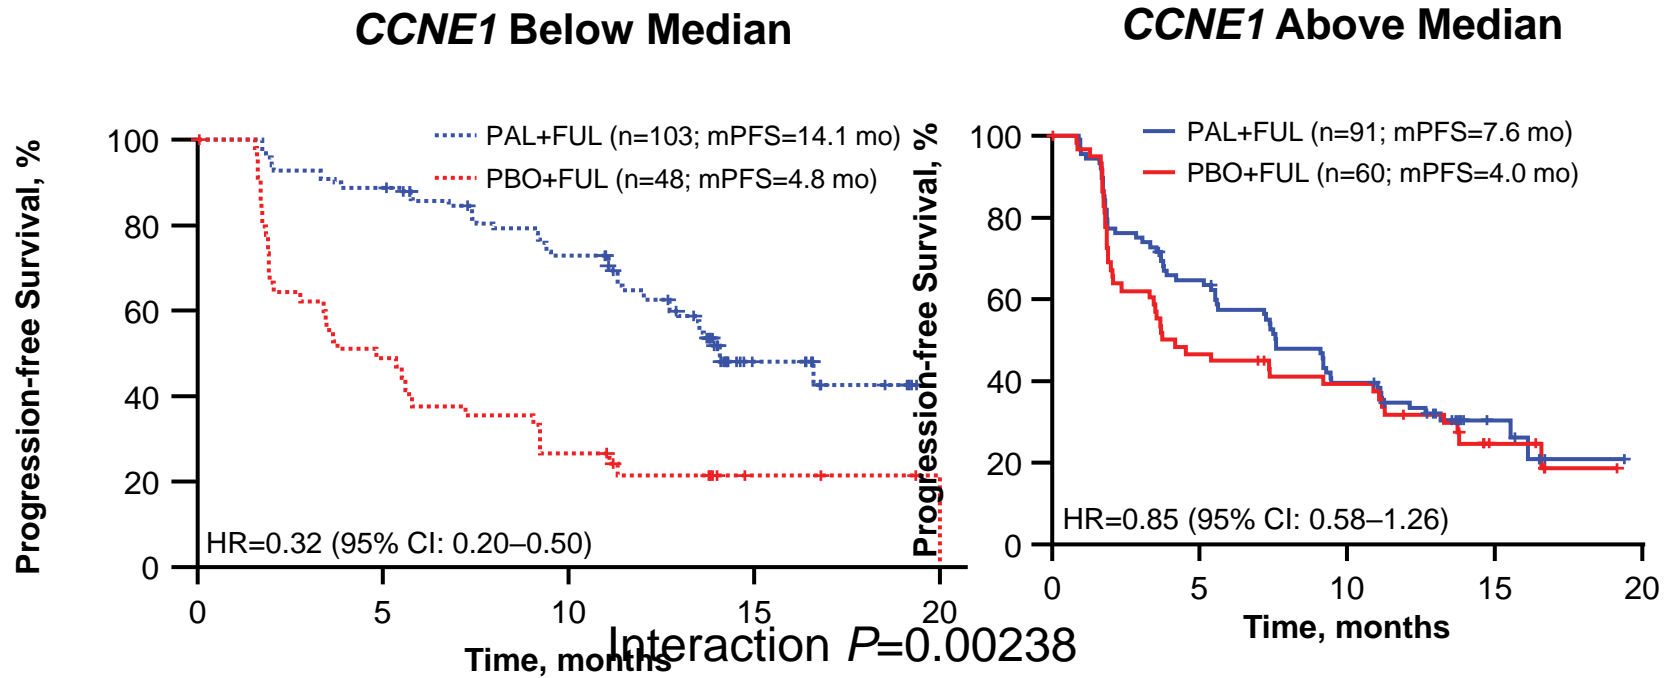 CCNE1 Below Median
Progression-free Survival, %
100
80
60
40
20
0
PAL+FUL (n=103; mPFS=14.1 mo)
PBO+FUL (n=48; mPFS=4.8 mo)
HR=0.32 (95% CI: 0.20–0.50)
0 5 10 15 20
Time, months
CCNE1 Above Median
Progression-free Survival, %
100
80
60
40
20
0
PAL+FUL (n=91; mPFS=7.6 mo)
PBO+FUL (n=60; mPFS=4.0 mo)
HR=0.85 (95% CI: 0.58–1.26)
0 5 10 15 20
Time, months
Interaction P=0.00238